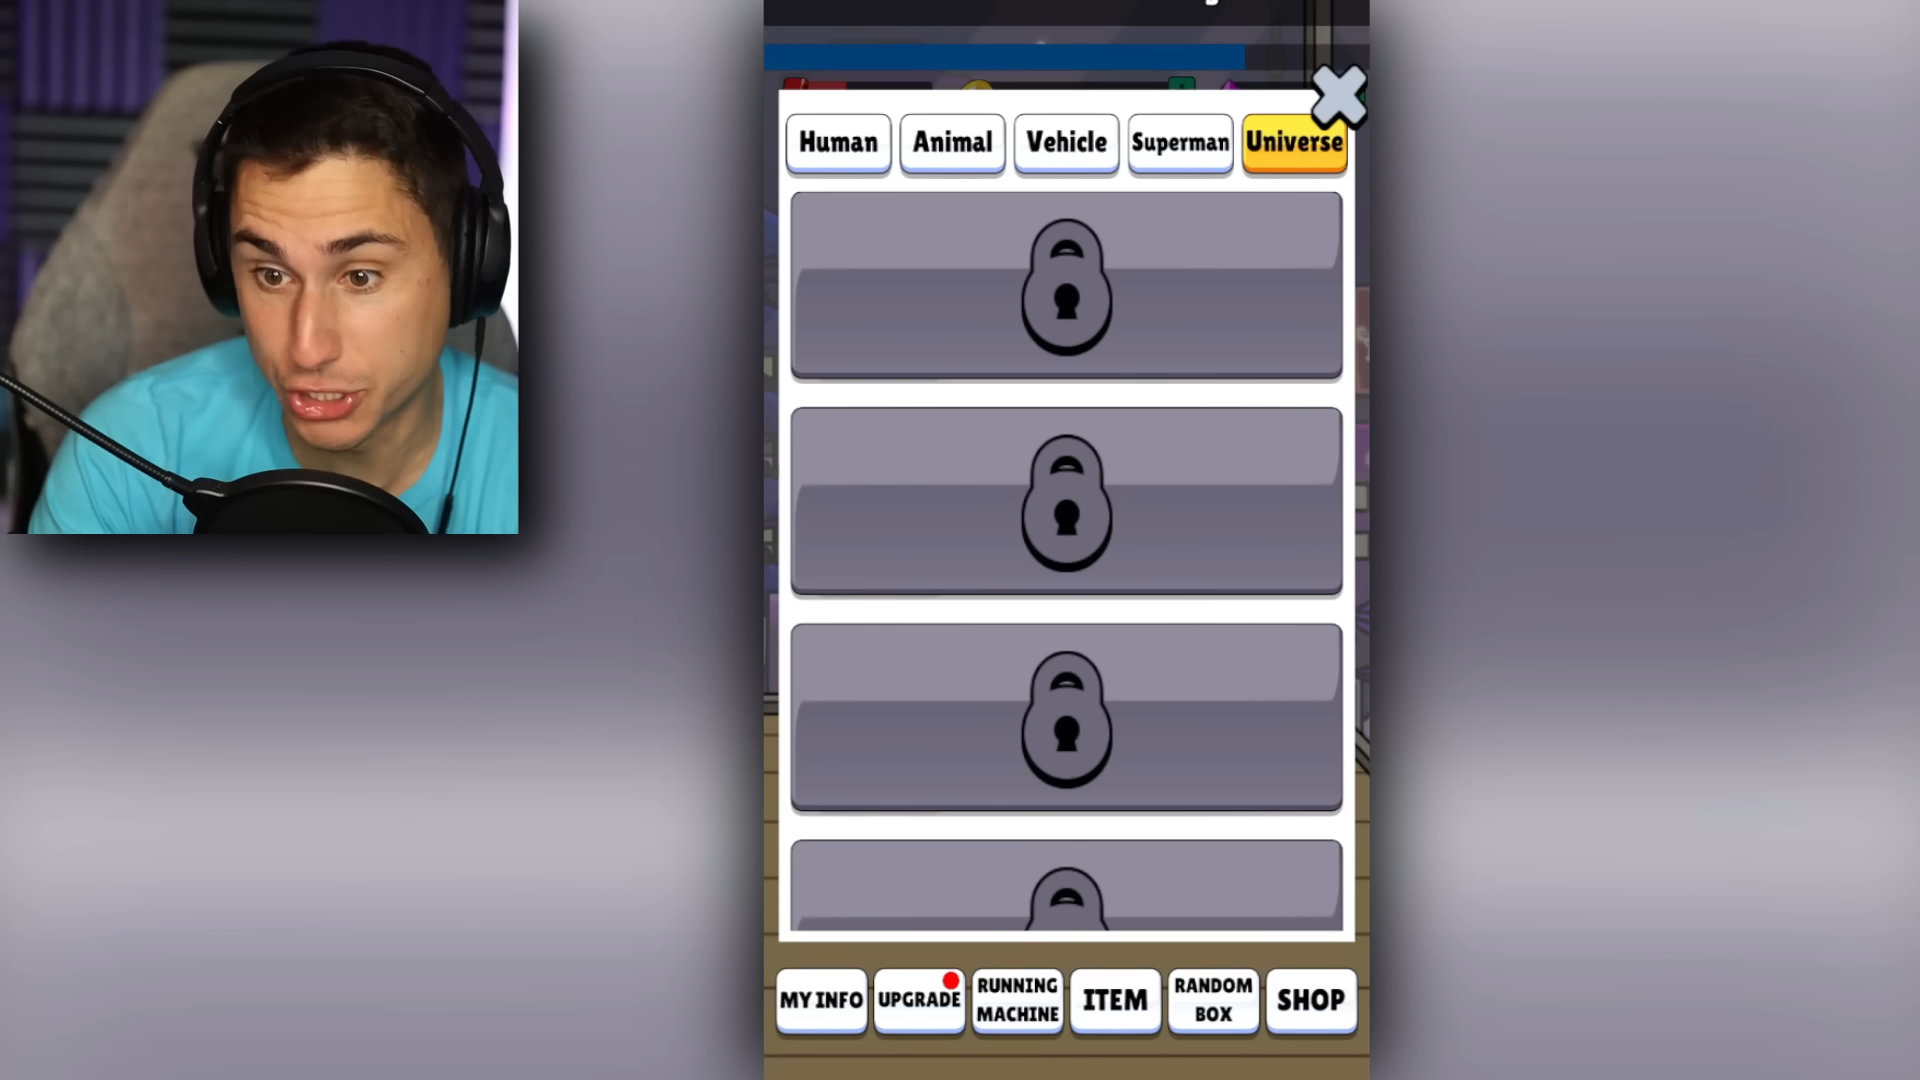 Human Animal Vehicle Superman Universe
MY INFO
UPGRADE
RUNNING
MACHINE
ITEM
RANDOM
BOX
SHOP